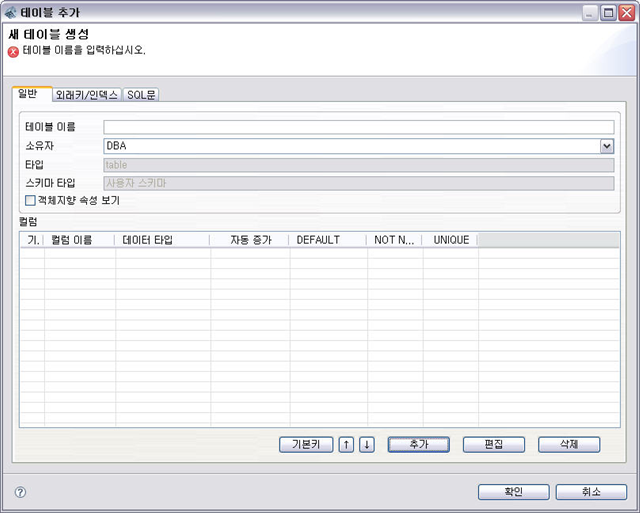 테이블 추가
새 테이블 생성
테이블 이름을 입력하십시오.
일반 외래키/인덱스 SQL문
테이블 이름
소유자 DBA
타입 table
스키마 타입 사용자 스키마
객체지향 속성 보기
컬럼
기. 컬럼 이름 데이터 타입 자동 증가 DEFAULT NOT N... UNIQUE
기본키 ↑ ↓ 추가 편집 삭제
확인 취소